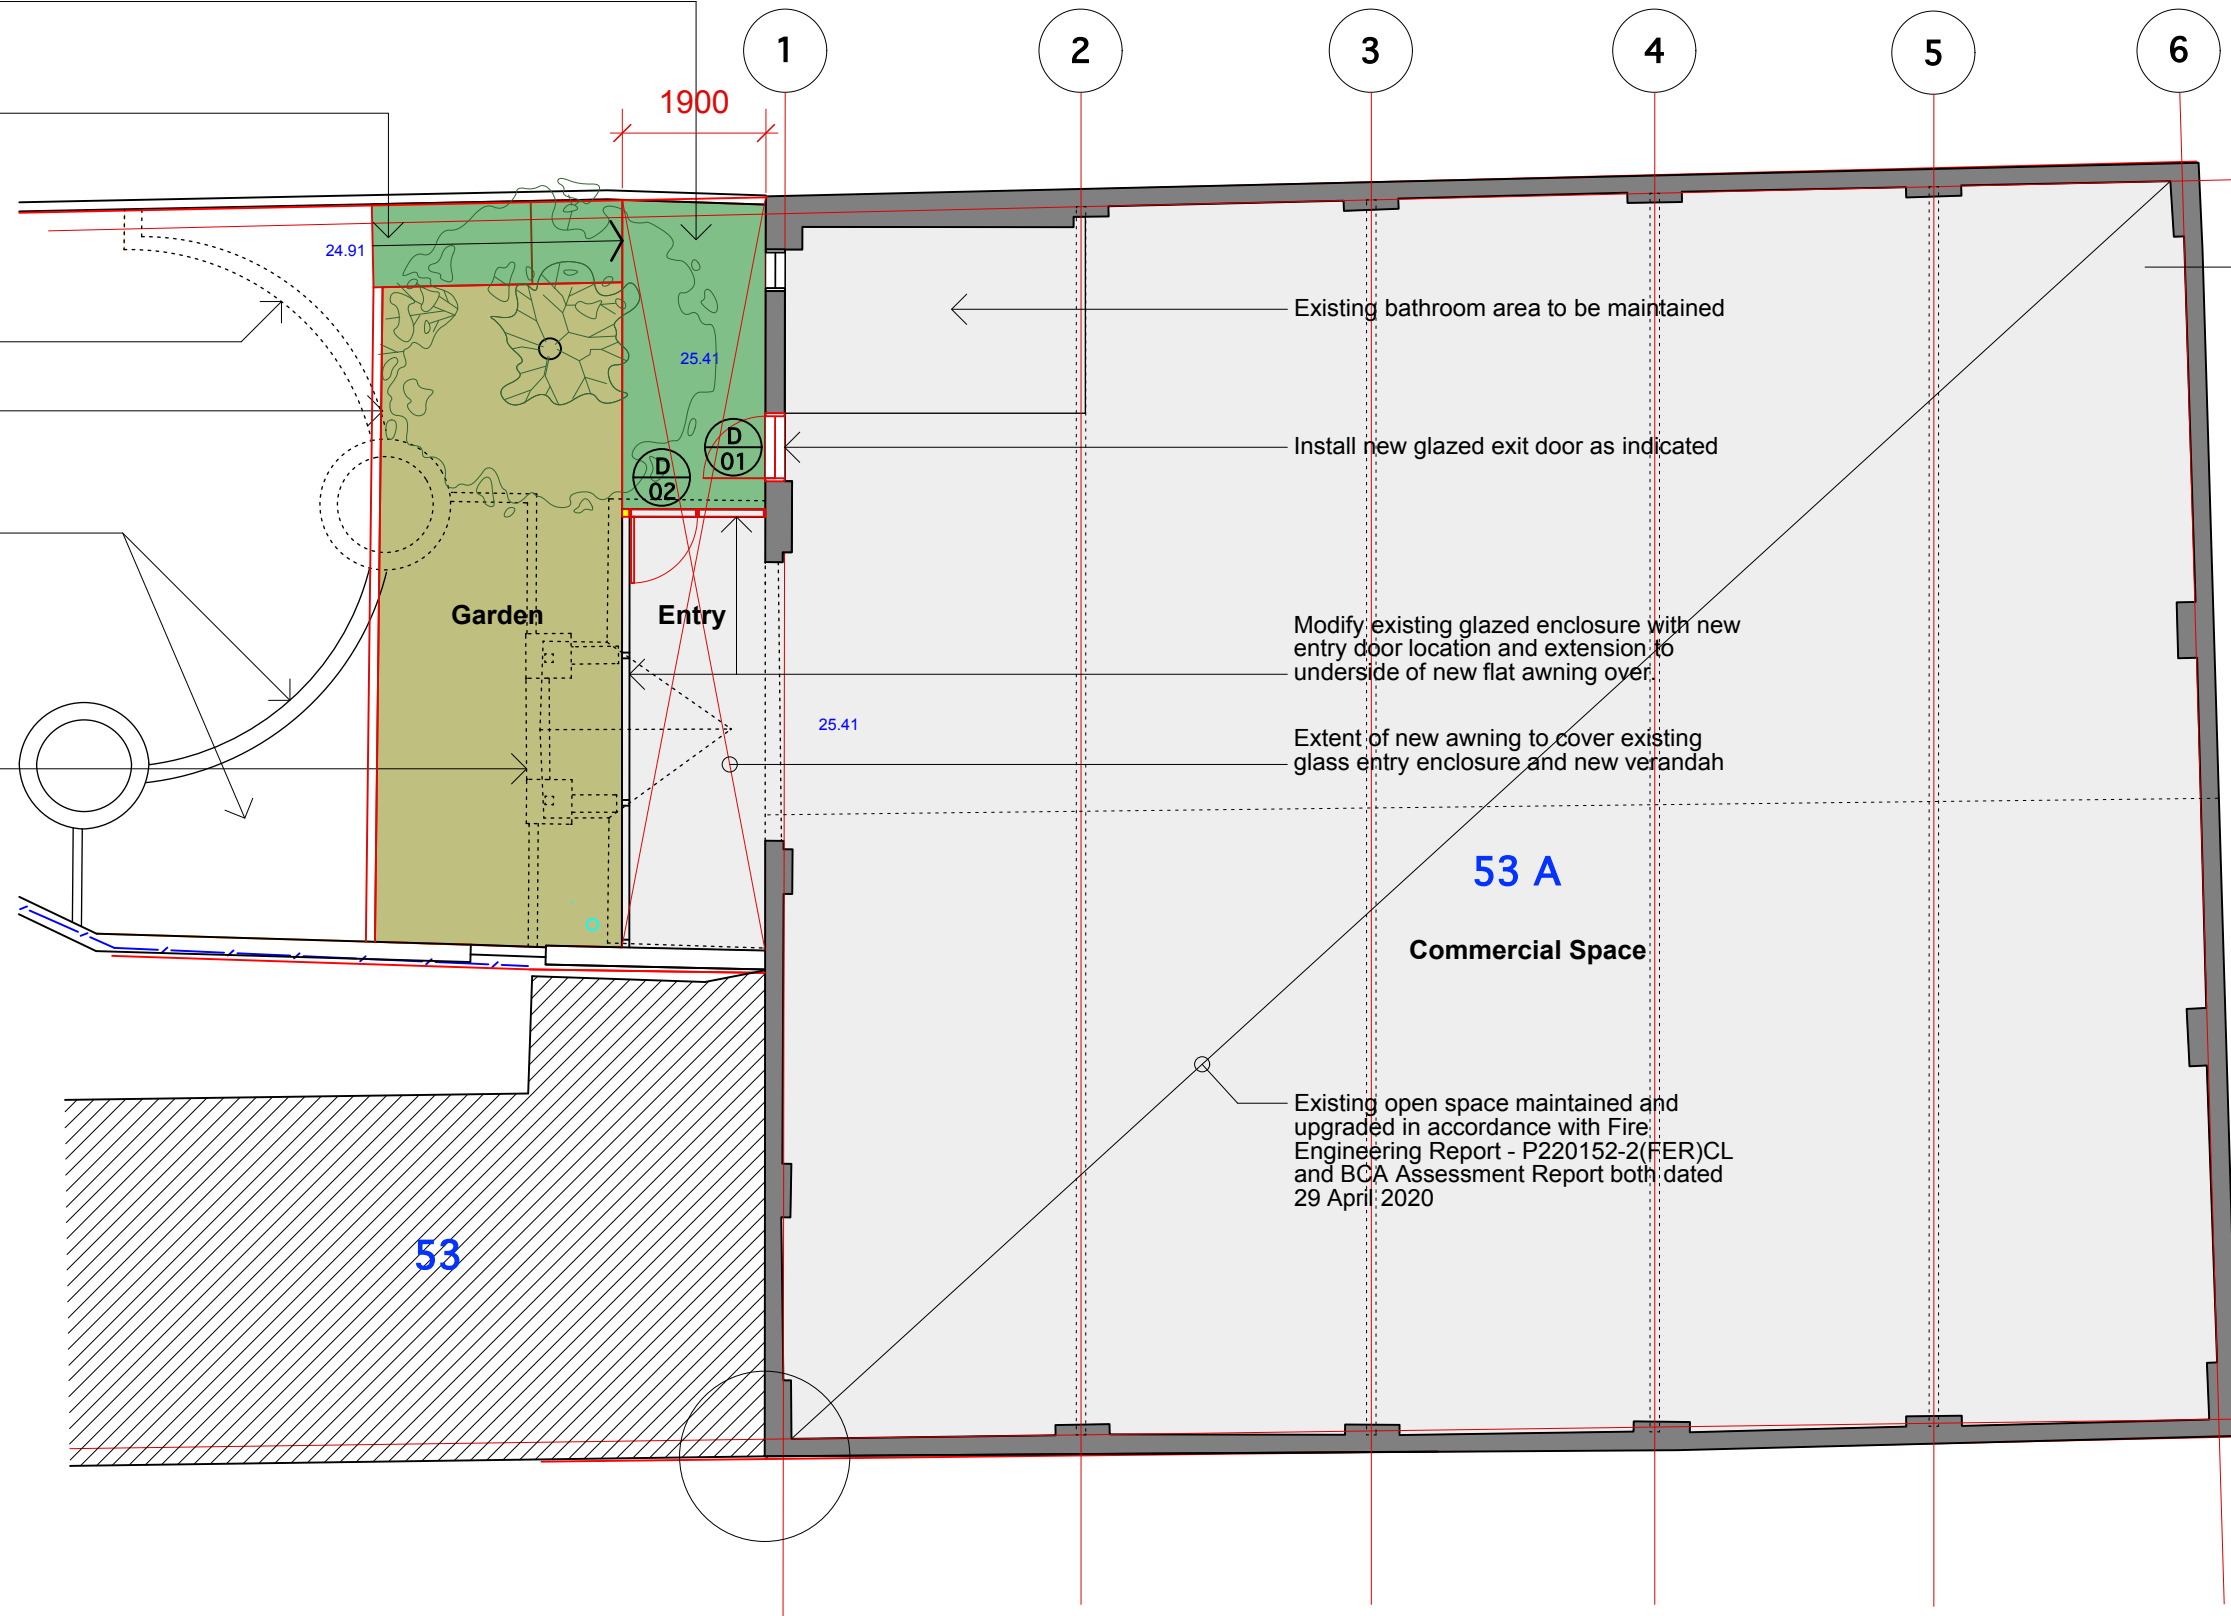 1
2
3
4
5
6
1900
24.91
Existing bathroom area to be maintained
25.41
D
01
Install new glazed exit door as indicated
D
02
Garden
Entry
Modify existing glazed enclosure with new
entry door location and extension to
underside of new flat awning over.
25.41
Extent of new awning to cover existing
glass entry enclosure and new verandah
53 A
Commercial Space
Existing open space maintained and
upgraded in accordance with Fire
Engineering Report - P220152-2(FER)CL
and BCA Assessment Report both dated
29 April 2020
53